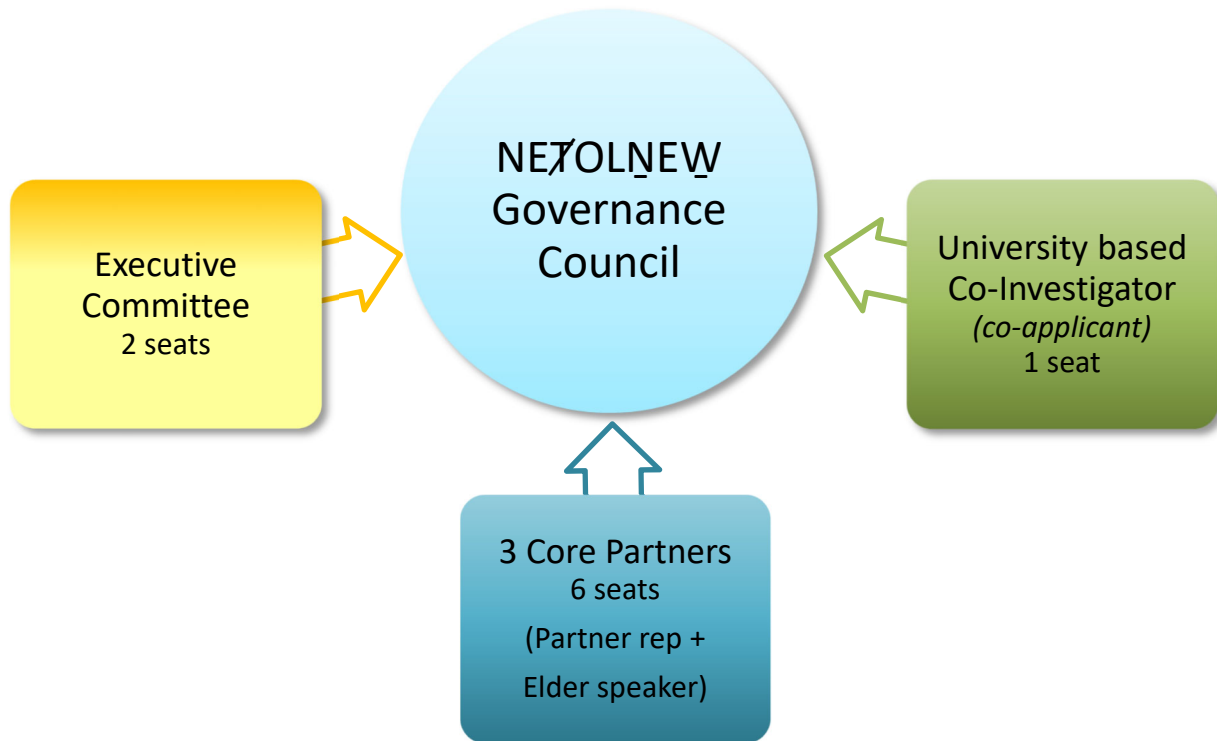 NEȾOLṈEW̱
Governance
Council
Executive
Committee
2 seats
University based
Co-Investigator
(co-applicant)
1 seat
3 Core Partners
6 seats
(Partner rep +
Elder speaker)